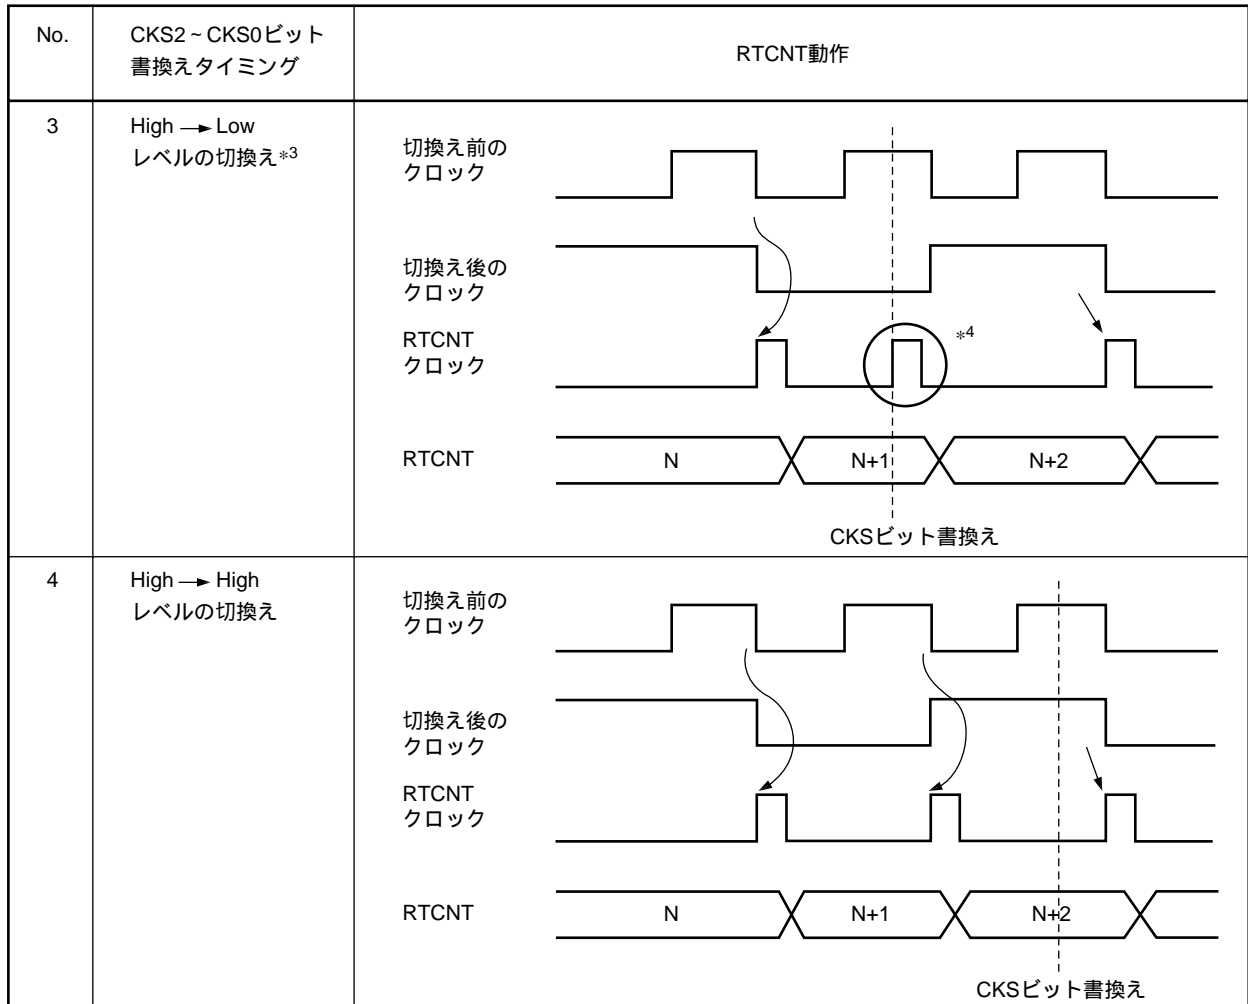 No.
CKS2~CKS0ビット
書換えタイミング
RTCNT動作
3
High → Low
レベルの切換え*3
切換え前の
クロック
切換え後の
クロック
RTCNT
クロック
*4
RTCNT
N
N+1
N+2
CKSビット書換え
4
High → High
レベルの切換え
切換え前の
クロック
切換え後の
クロック
RTCNT
クロック
RTCNT
N
N+1
N+2
CKSビット書換え